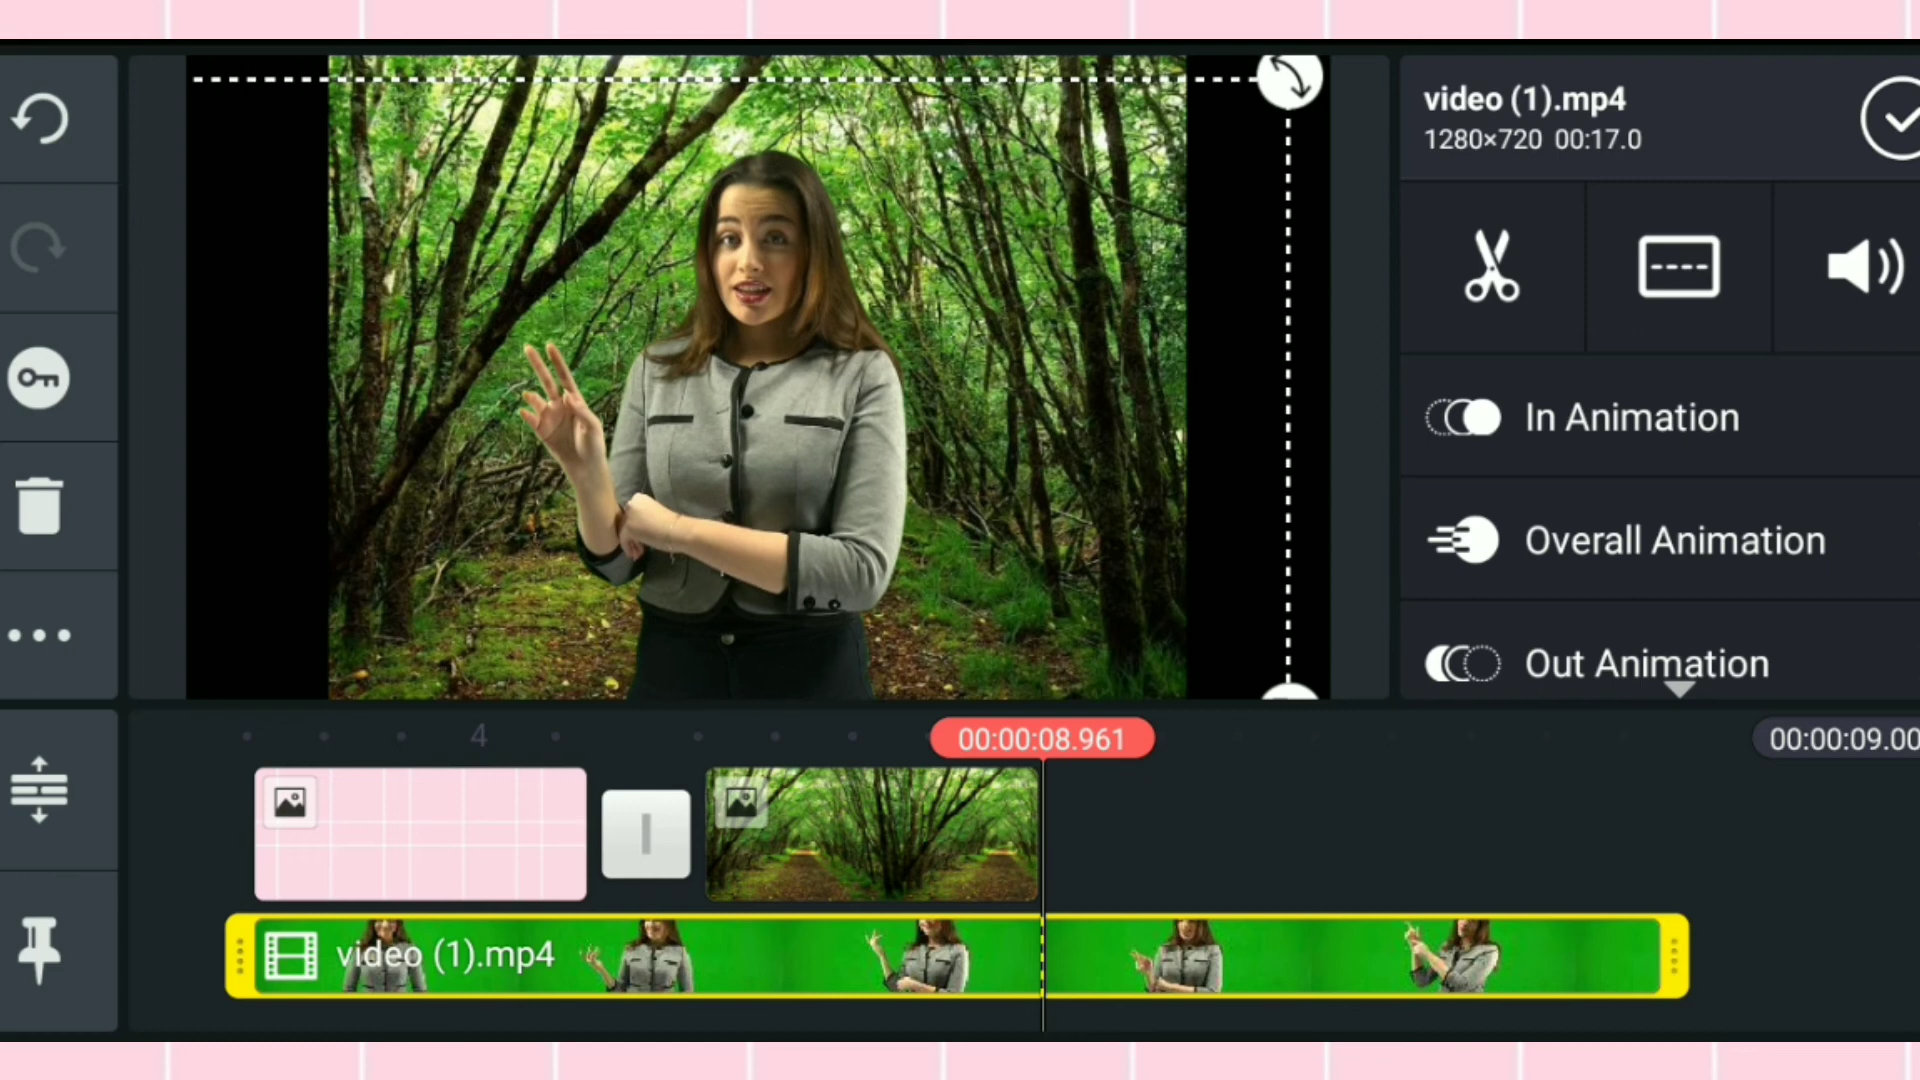 video (1).mp4
1280×720 00:17.0
In Animation
Overall Animation
Out Animation
4
00:00:08.961
00:00:09.00
video (1).mp4